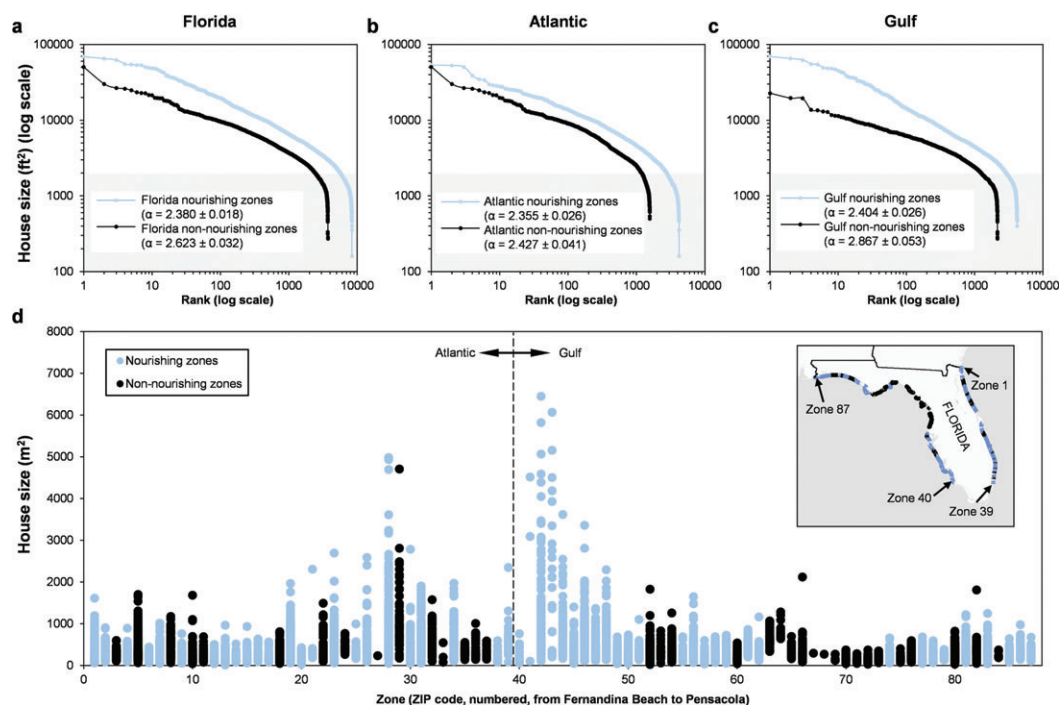 Florida
Atlantic
Gulf
a
b
c
House size (ft²) (log scale)
100000
10000
1000
100
Florida nourishing zones
(α = 2.380 ± 0.018)
Florida non-nourishing zones
(α = 2.623 ± 0.032)
1 10 100 1000 10000
Rank (log scale)
100000
10000
1000
100
Atlantic nourishing zones
(α = 2.355 ± 0.026)
Atlantic non-nourishing zones
(α = 2.427 ± 0.041)
1 10 100 1000 10000
Rank (log scale)
100000
10000
1000
100
Gulf nourishing zones
(α = 2.404 ± 0.026)
Gulf non-nourishing zones
(α = 2.867 ± 0.053)
1 10 100 1000 10000
Rank (log scale)
d
House size (m²)
8000
7000
6000
5000
4000
3000
2000
1000
0
Nourishing zones
Non-nourishing zones
Atlantic
Gulf
Zone 1
Zone 87
FLORIDA
Zone 40
Zone 39
0 10 20 30 40 50 60 70 80
Zone (ZIP code, numbered, from Fernandina Beach to Pensacola)